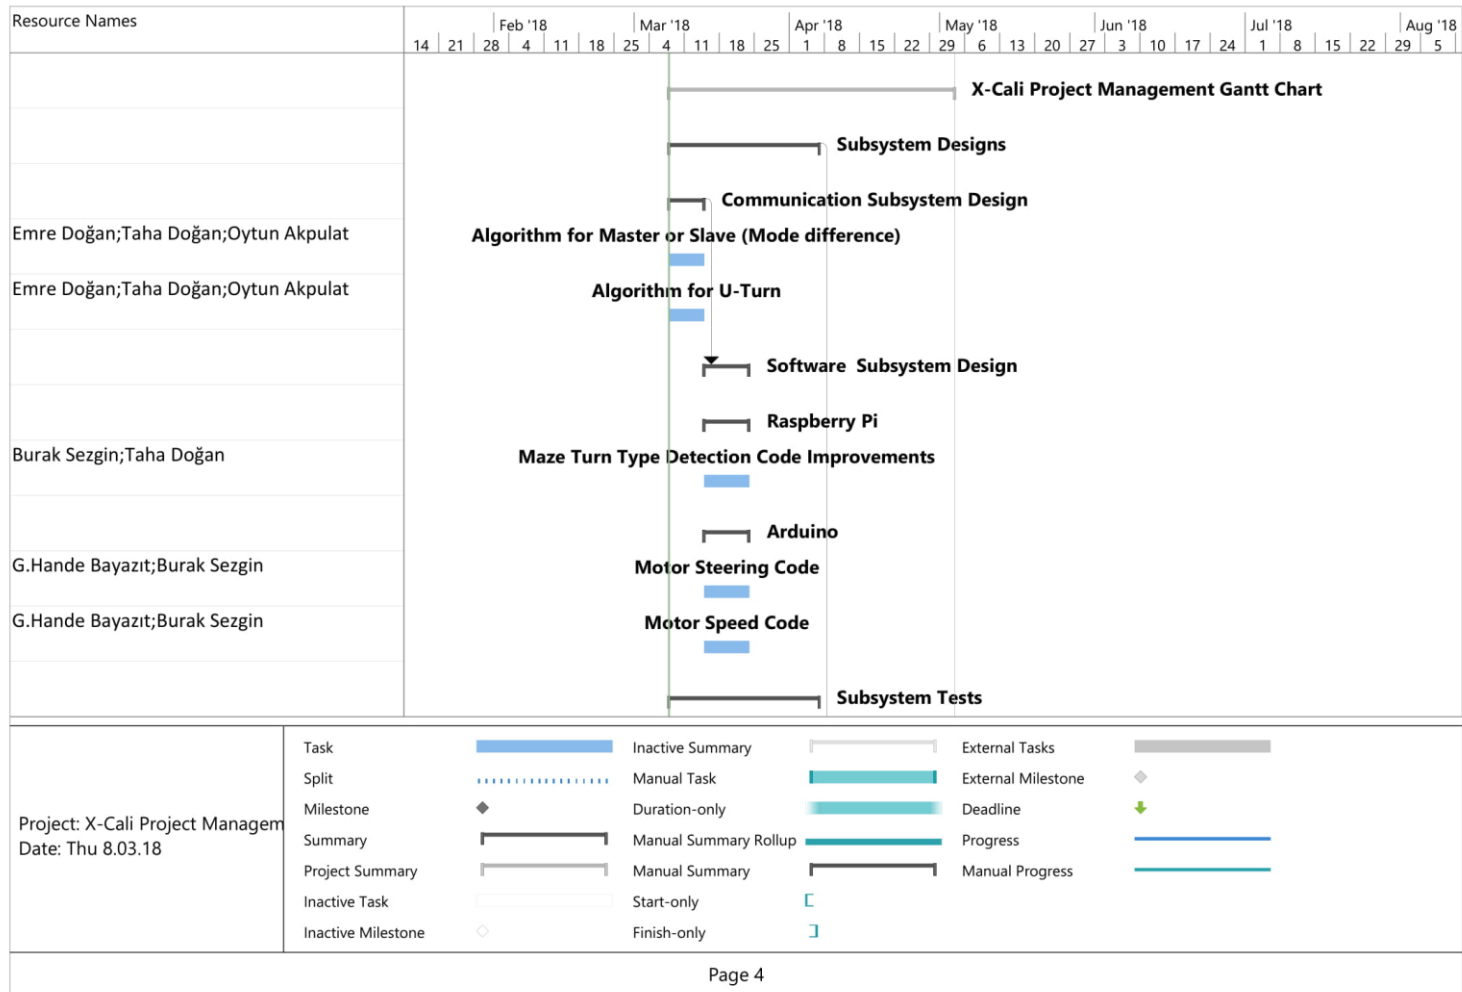 Resource Names
Feb '18 Mar '18 Apr '18 May '18 Jun '18 Jul '18 Aug '18
14 21 28 4 11 18 25 4 11 18 25 1 8 15 22 29 6 13 20 27 3 10 17 24 1 8 15 22 29 5
X-Cali Project Management Gantt Chart
Subsystem Designs
Communication Subsystem Design
Emre Doğan;Taha Doğan;Oytun Akpulat Algorithm for Master or Slave (Mode difference)
Emre Doğan;Taha Doğan;Oytun Akpulat Algorithm for U-Turn
Software Subsystem Design
Raspberry Pi
Burak Sezgin;Taha Doğan Maze Turn Type Detection Code Improvements
Arduino
G.Hande Bayazıt;Burak Sezgin Motor Steering Code
G.Hande Bayazıt;Burak Sezgin Motor Speed Code
Subsystem Tests
Project: X-Cali Project Managem
Date: Thu 8.03.18
Task Inactive Summary External Tasks
Split Manual Task External Milestone
Milestone Duration-only Deadline
Summary Manual Summary Rollup Progress
Project Summary Manual Summary Manual Progress
Inactive Task Start-only
Inactive Milestone Finish-only
Page 4